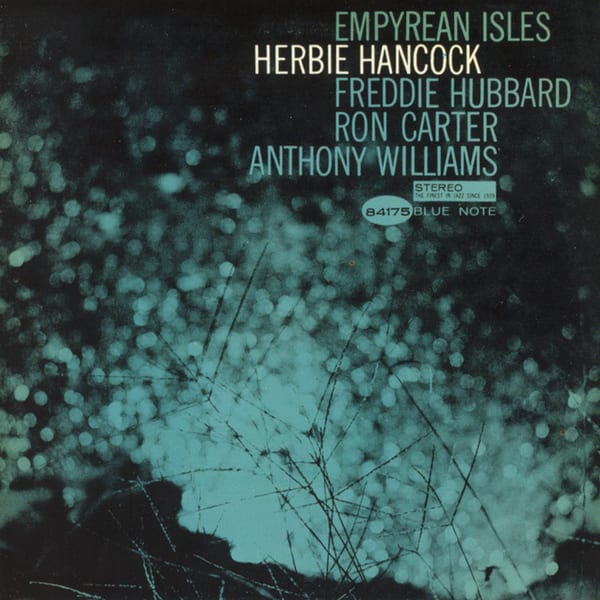 EMPYREAN ISLES
HERBIE HANCOCK
FREDDIE HUBBARD
RON CARTER
ANTHONY WILLIAMS
STEREO
THE FINEST IN JAZZ SINCE 1939
84175 BLUE NOTE